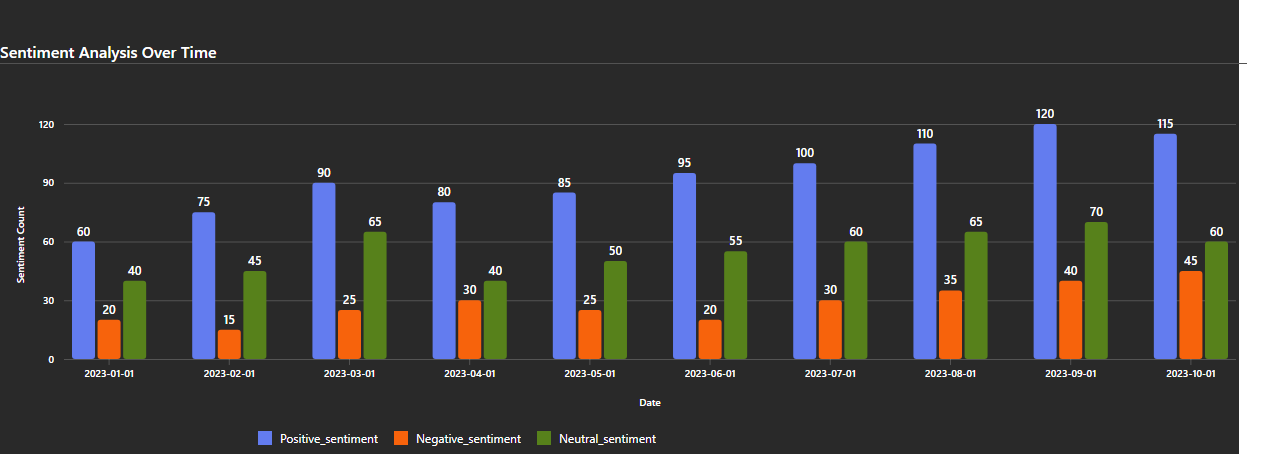 Sentiment Analysis Over Time
120
90
60
30
0
Sentiment Count
60 20 40
75 15 45
90 25 65
80 30 40
85 25 50
95 20 55
100 30 60
110 35 65
120 40 70
115 45 60
2023-01-01 2023-02-01 2023-03-01 2023-04-01 2023-05-01 2023-06-01 2023-07-01 2023-08-01 2023-09-01 2023-10-01
Date
Positive_sentiment Negative_sentiment Neutral_sentiment